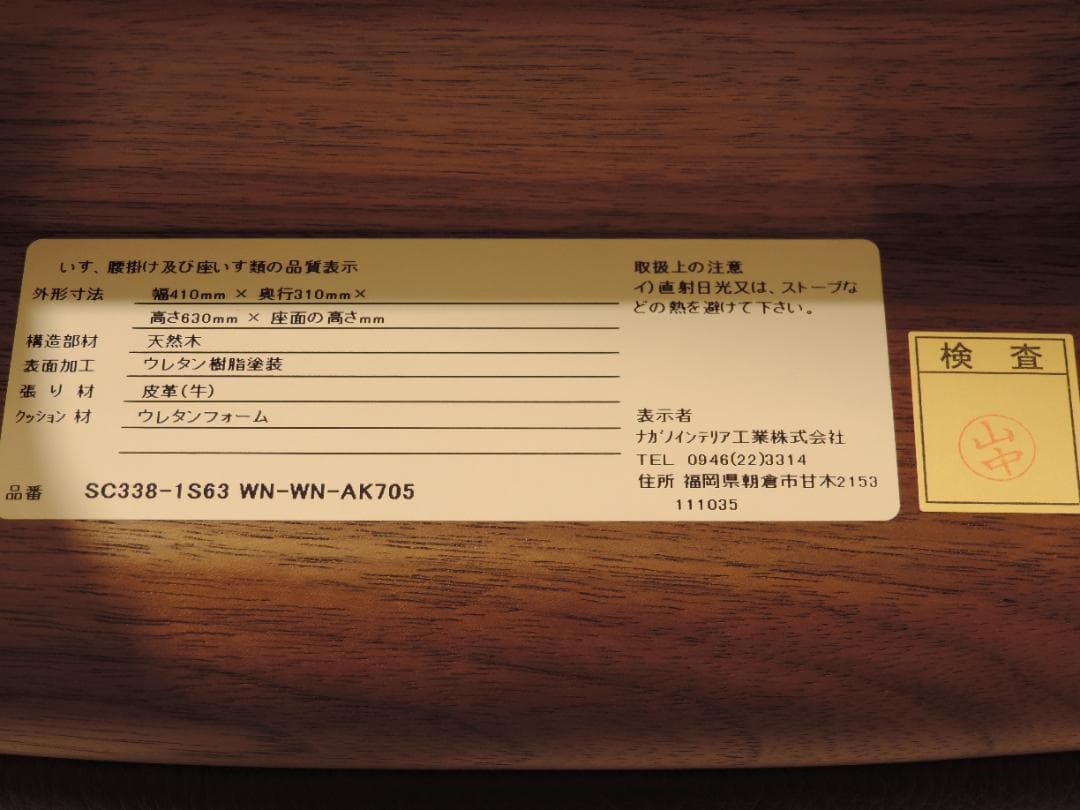 いす、腰掛け及び座いす類の品質表示
外形寸法 幅410mm × 奥行310mm×
高さ630mm × 座面の高さmm
構造部材 天然木
表面加工 ウレタン樹脂塗装
張り材 皮革(牛)
クッション材 ウレタンフォーム
品番 SC338-1S63 WN-WN-AK705
取扱上の注意
イ)直射日光又は、ストーブな
どの熱を避けて下さい。
表示者
ナガノインテリア工業株式会社
TEL 0946(22)3314
住所 福岡県朝倉市甘木2153
111035
検査
山中